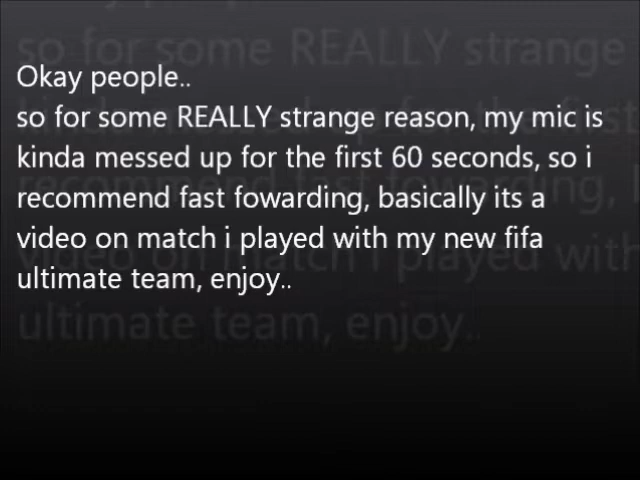 Okay people..
so for some REALLY strange reason, my mic is
kinda messed up for the first 60 seconds, so i
recommend fast fowarding, basically its a
video on match i played with my new fifa
ultimate team, enjoy..